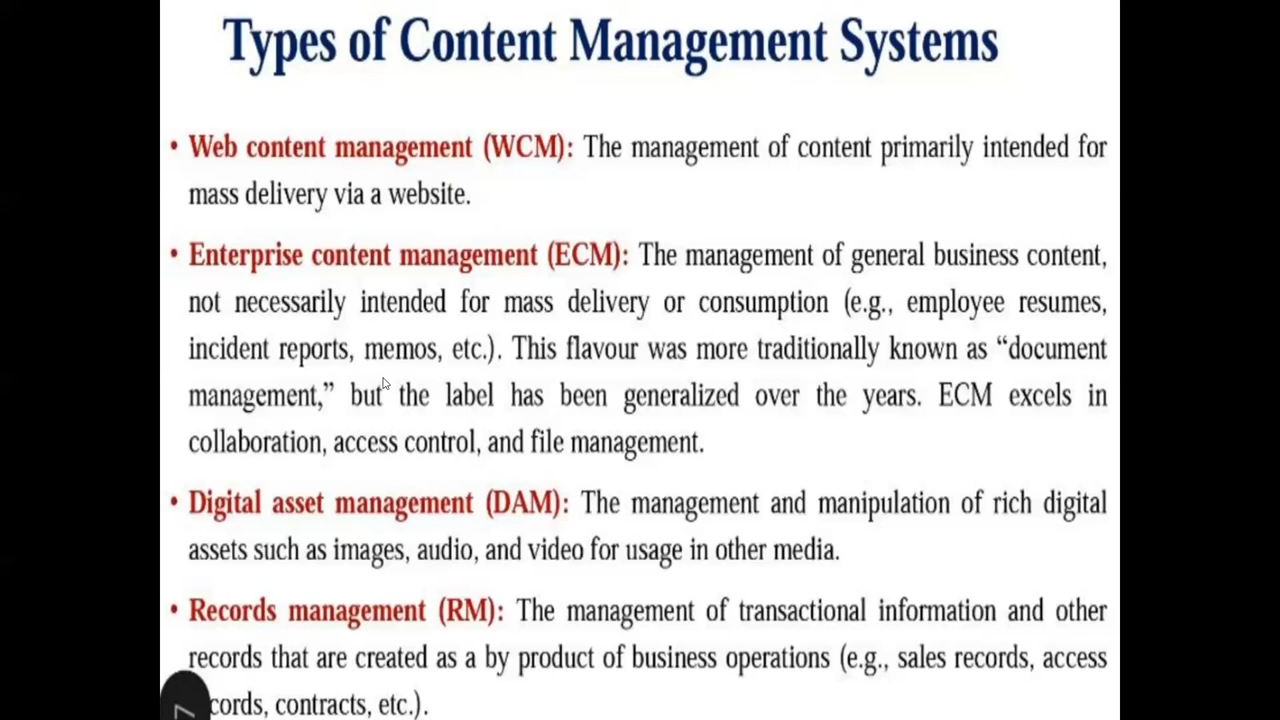 Types of Content Management Systems
• Web content management (WCM): The management of content primarily intended for
mass delivery via a website.
• Enterprise content management (ECM): The management of general business content,
not necessarily intended for mass delivery or consumption (e.g., employee resumes,
incident reports, memos, etc.). This flavour was more traditionally known as “document
management,” but the label has been generalized over the years. ECM excels in
collaboration, access control, and file management.
• Digital asset management (DAM): The management and manipulation of rich digital
assets such as images, audio, and video for usage in other media.
• Records management (RM): The management of transactional information and other
records that are created as a by product of business operations (e.g., sales records, access
cords, contracts, etc.).